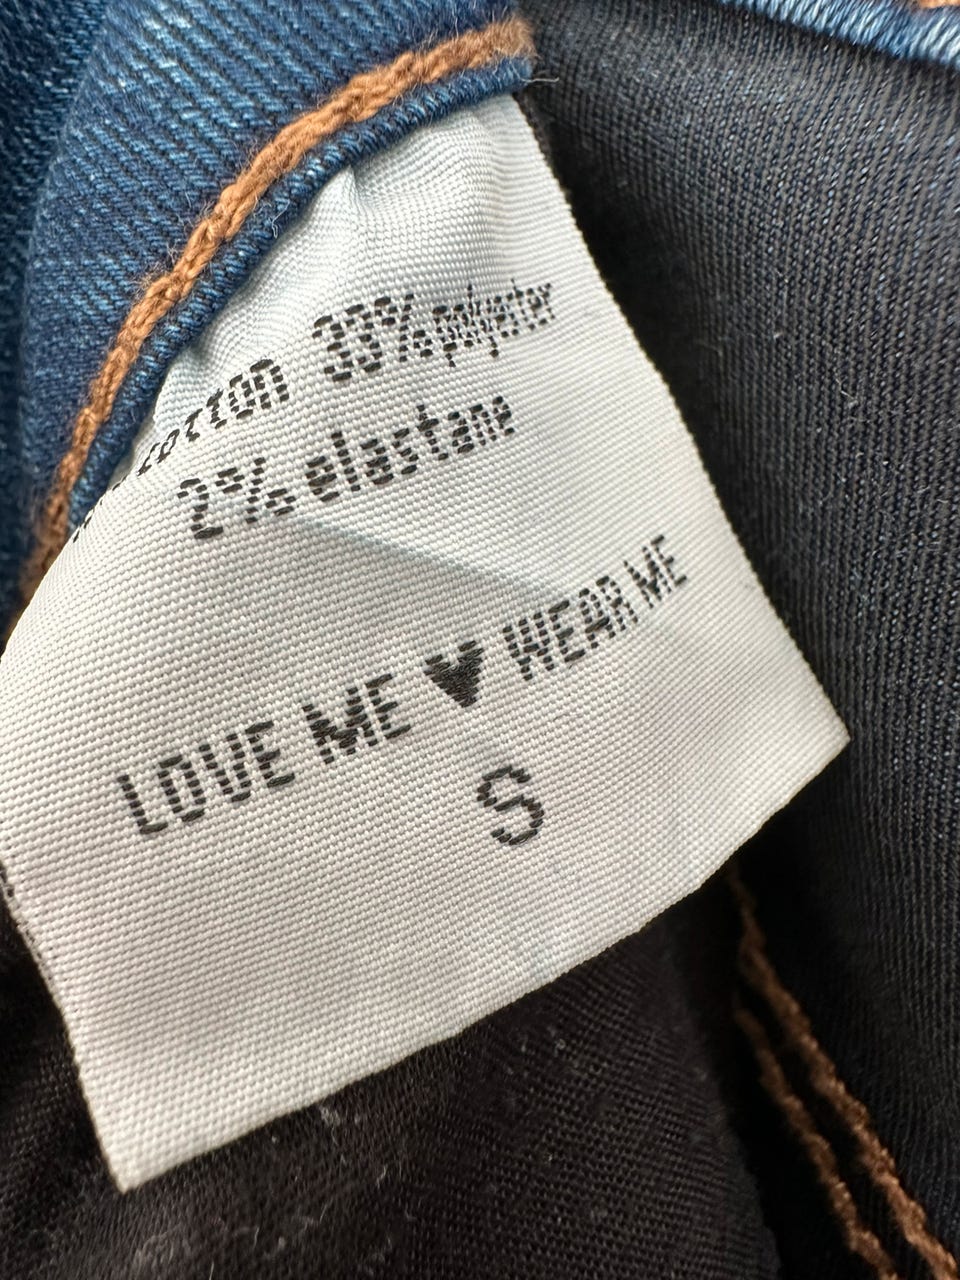 cotton 33% polyester
2% elastane
LOVE ME ♥ WEAR ME
S